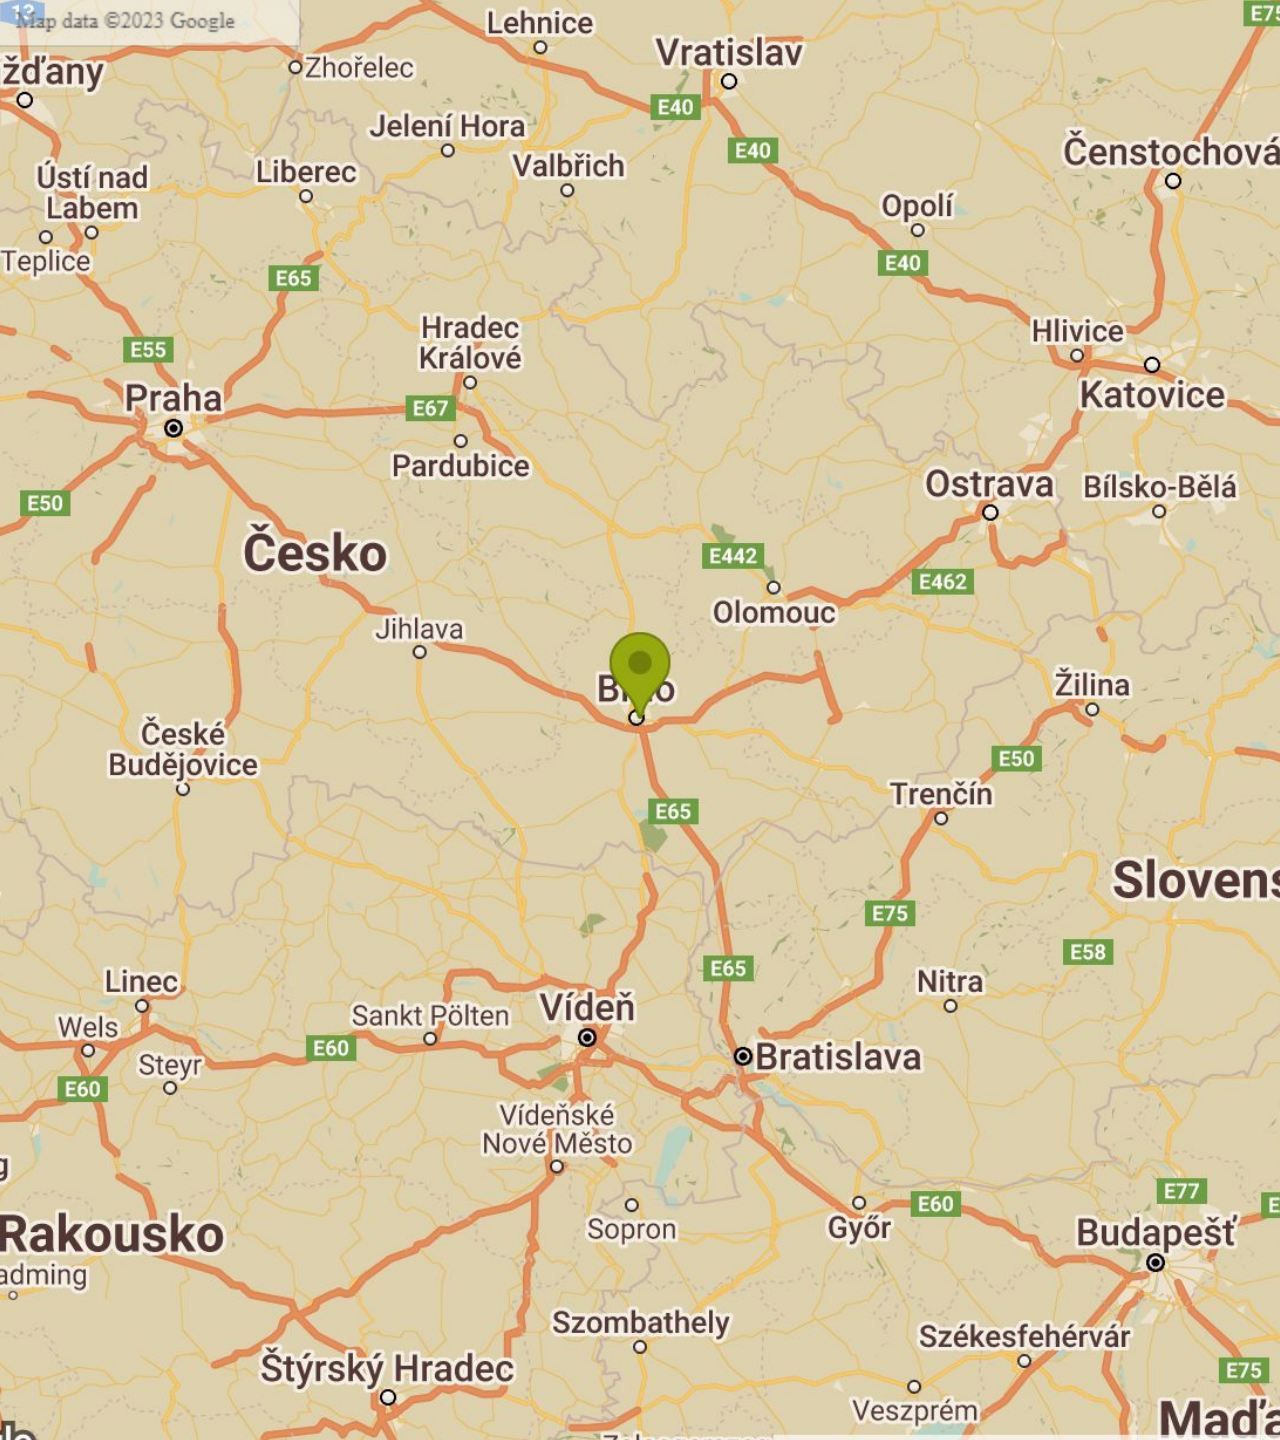 Map data ©2023 Google
13
E75
Lehnice
Vratislav
Zhořelec
žďany
E40
Jelení Hora
E40
Čenstochová
Valbřich
Liberec
Ústí nad
Labem
Opolí
Teplice
E40
E65
Hradec
Králové
Hlivice
E55
Praha
E67
Katovice
Pardubice
Ostrava
Bílsko-Bělá
E50
Česko
E442
E462
Olomouc
Jihlava
Žilina
České
Budějovice
E50
Trenčín
E65
Slovens
E75
E58
E65
Linec
Nitra
Vídeň
Sankt Pölten
Wels
E60
Bratislava
Steyr
E60
Vídeňské
Nové Město
g
E77
E60
Sopron
Győr
Rakousko
Budapešť
adming
Szombathely
Székesfehérvár
Štýrský Hradec
E75
Veszprém
Maďa